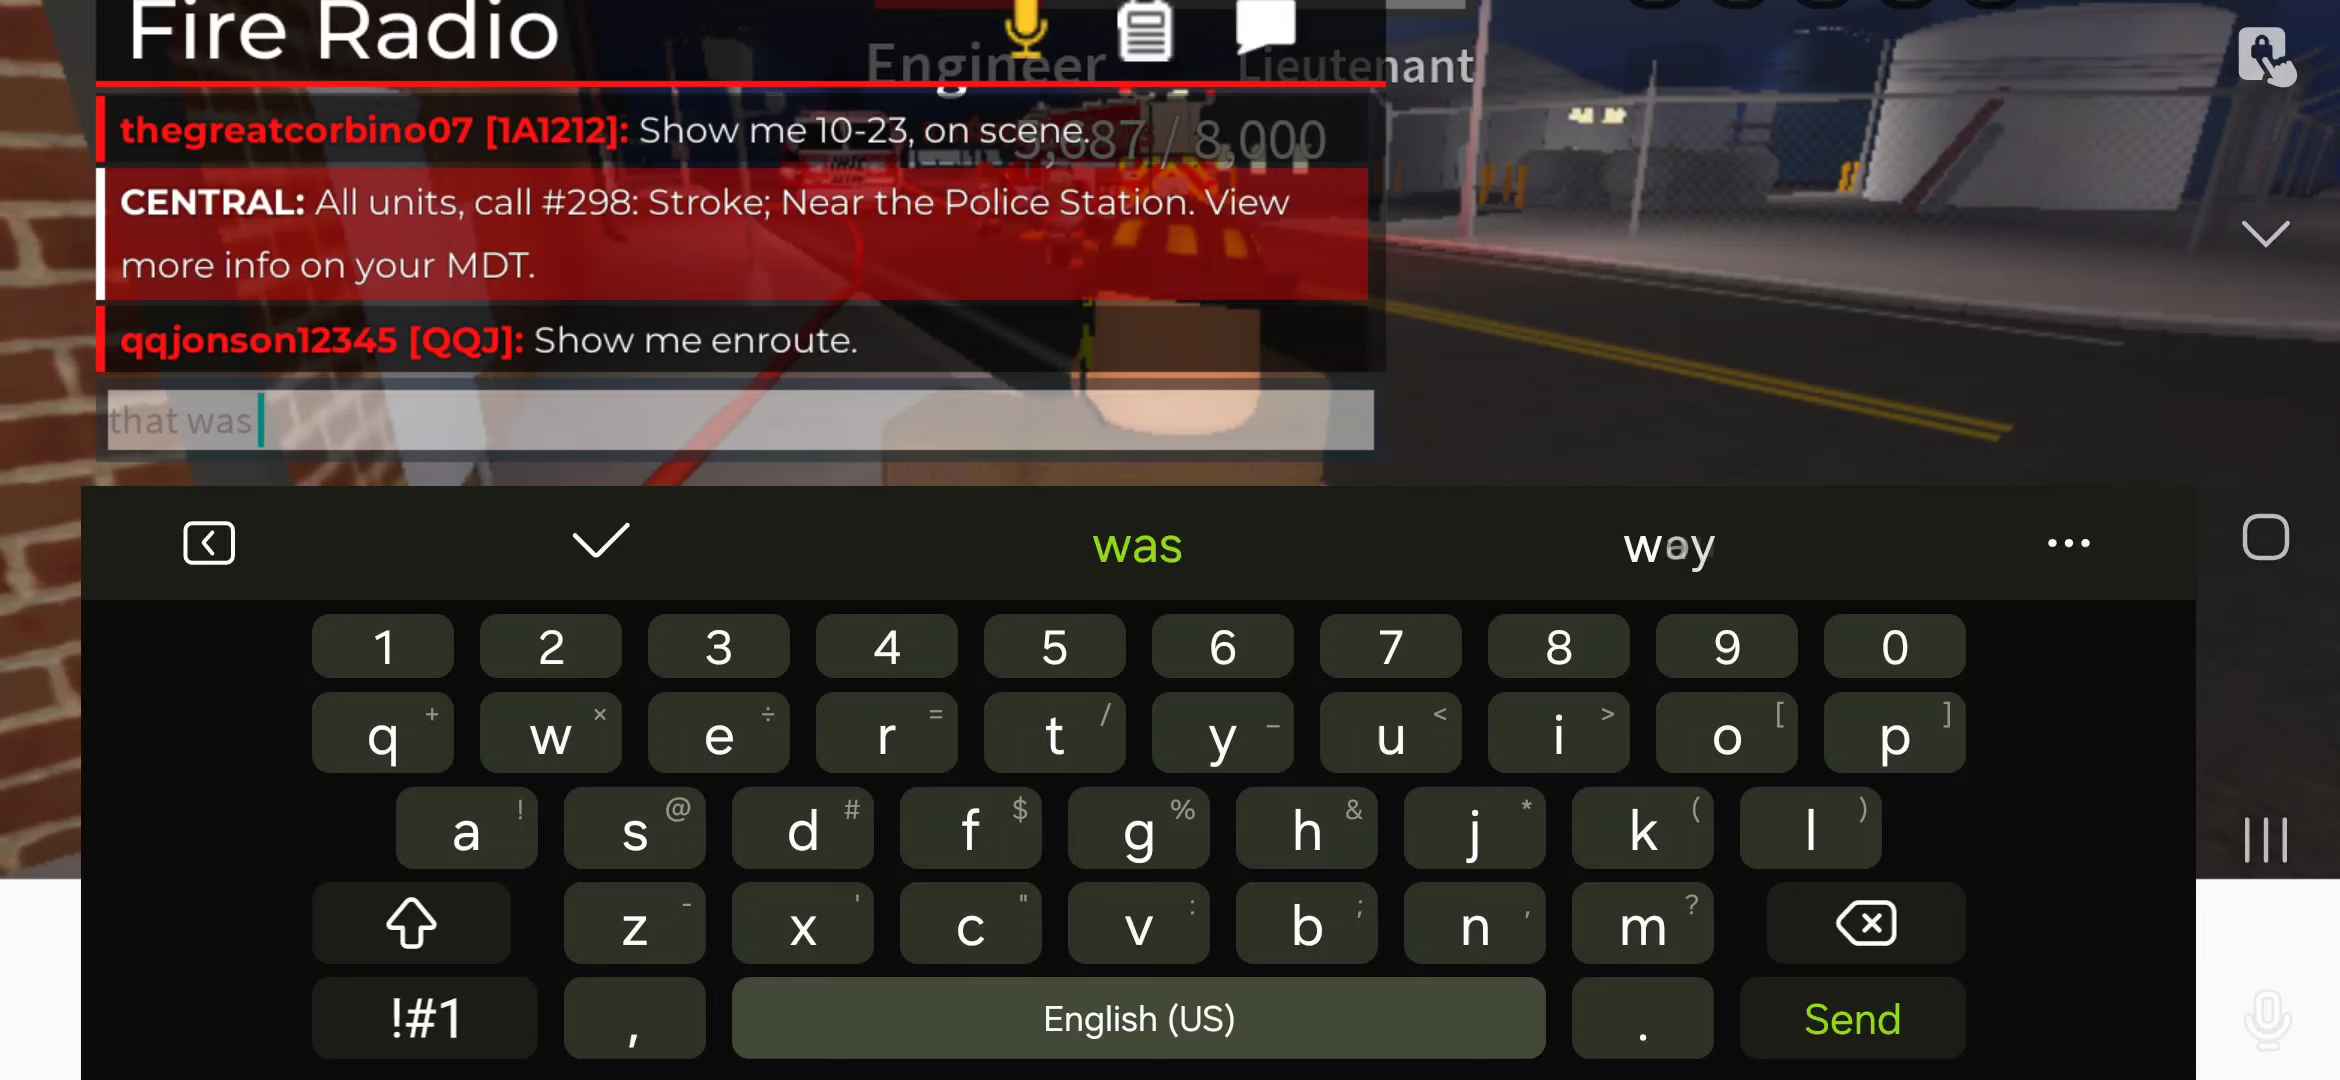 Fire Radio
Engineer
Lieutenant
thegreatcorbino07 [1A1212]: Show me 10-23, on scene.
5,687 / 8,000
CENTRAL: All units, call #298: Stroke; Near the Police Station. View
more info on your MDT.
qqjonson12345 [QQJ]: Show me enroute.
that was
was
way
1 2 3 4 5 6 7 8 9 0
q + w × e ÷ r = t / y _ u < i > o [ p ]
a ! s @ d # f $ g % h & j * k ( l )
z - x ' c " v : b ; n , m ?
!#1 , English (US) . Send